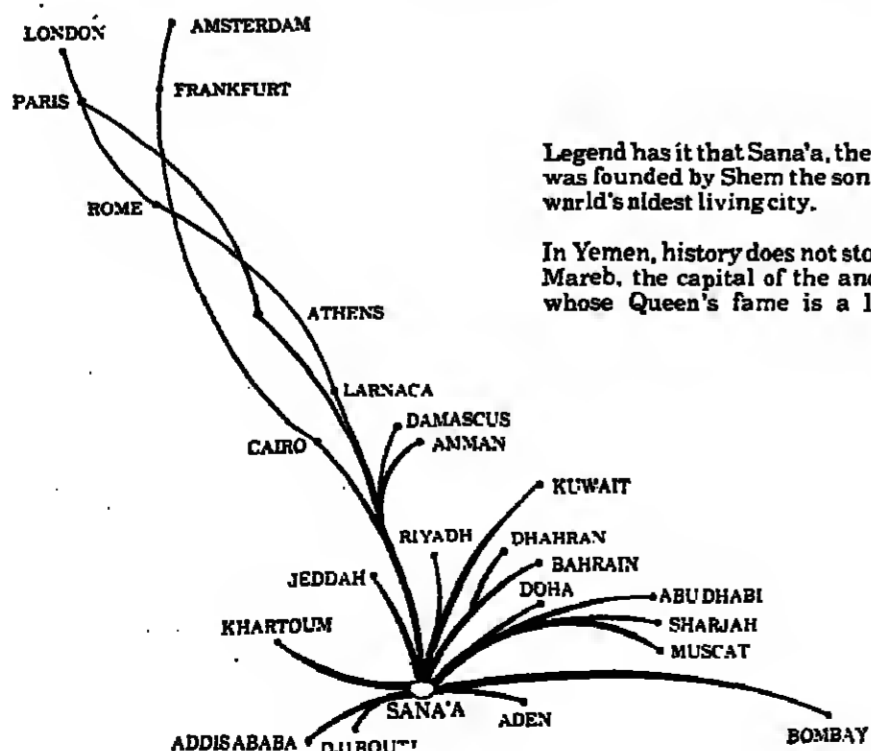 LONDON
AMSTERDAM
FRANKFURT
PARIS
Legend has it that Sana'a, the
was founded by Shem the son
wnrld's nidest living city.
ROME
In Yemen, history does not sto
Mareb, the capital of the anc
whose Queen's fame is a l
ATHENS
LARNACA
DAMASCUS
CAIRO
AMMAN
KUWAIT
RIYADH
DHAHRAN
BAHRAIN
JEDDAH
DOHA
ABU DHABI
SHARJAH
KHARTOUM
MUSCAT
SANA'A
ADEN
BOMBAY
ADDIS ABABA
DJIBOUTI